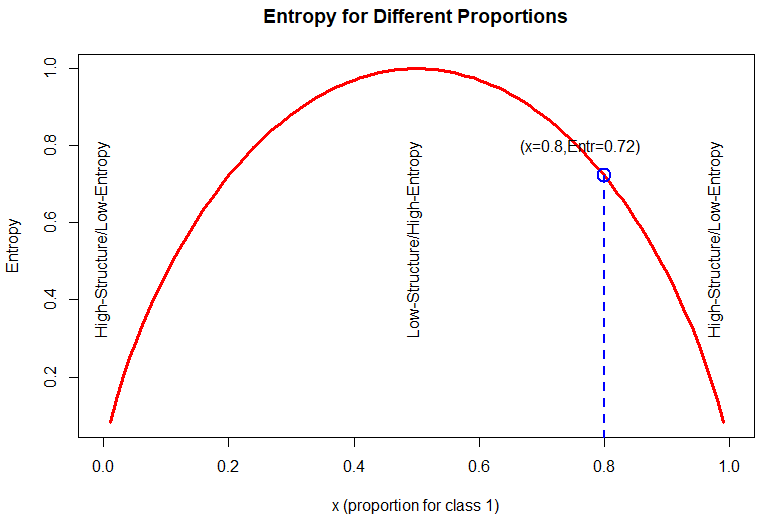 Entropy for Different Proportions
1.0
0.8
0.6
0.4
0.2
Entropy
High-Structure/Low-Entropy
Low-Structure/High-Entropy
(x=0.8,Entr=0.72)
High-Structure/Low-Entropy
0.0 0.2 0.4 0.6 0.8 1.0
x (proportion for class 1)